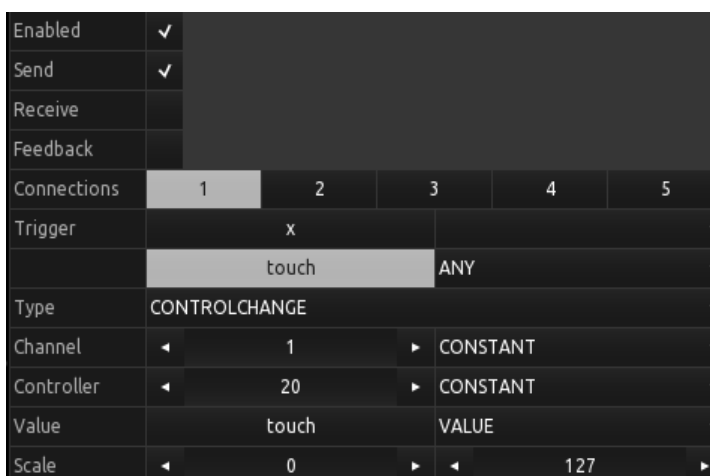 Enabled ✓
Send ✓
Receive
Feedback
Connections 1 2 3 4 5
Trigger x
touch ANY
Type CONTROLCHANGE
Channel ◄ 1 ► CONSTANT
Controller ◄ 20 ► CONSTANT
Value touch VALUE
Scale ◄ 0 ► ◄ 127 ►